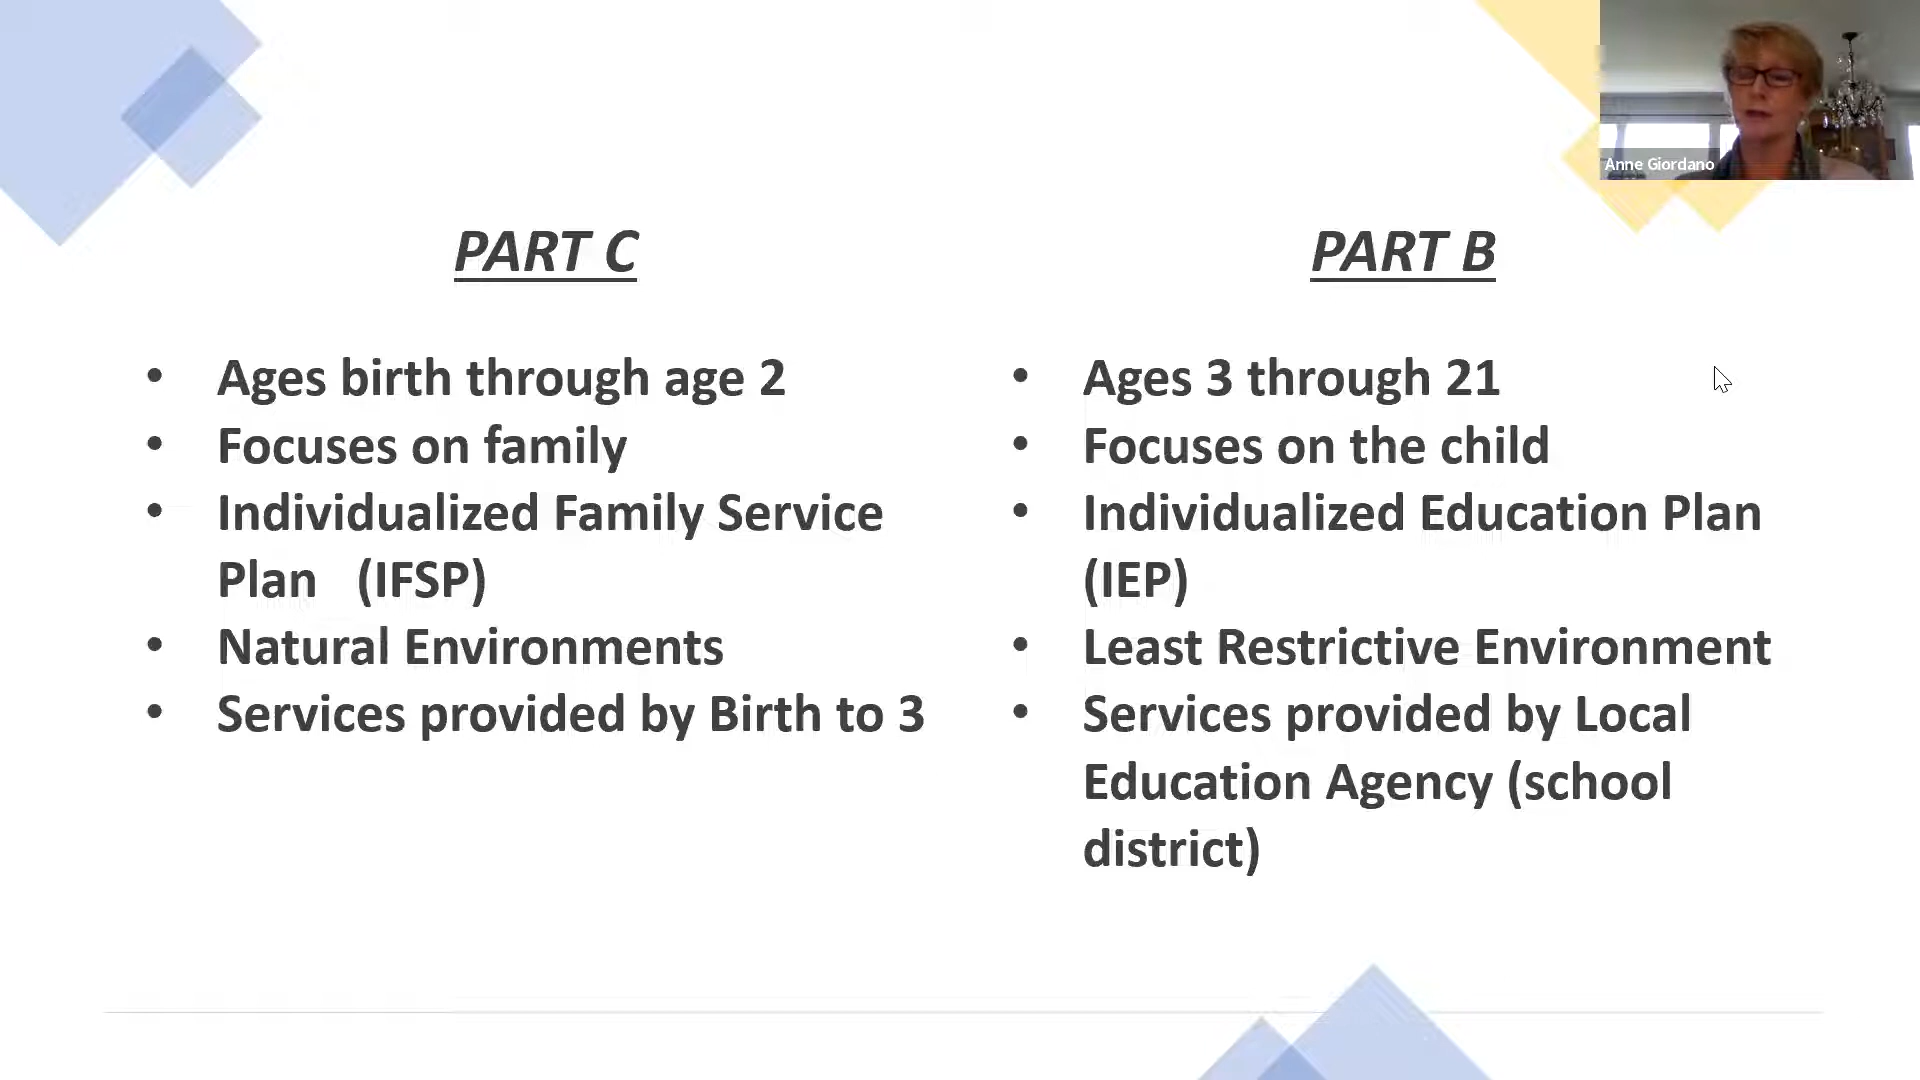 Anne Giordano
PART C
• Ages birth through age 2
• Focuses on family
• Individualized Family Service
Plan (IFSP)
• Natural Environments
• Services provided by Birth to 3
PART B
• Ages 3 through 21
• Focuses on the child
• Individualized Education Plan
(IEP)
• Least Restrictive Environment
• Services provided by Local
Education Agency (school
district)